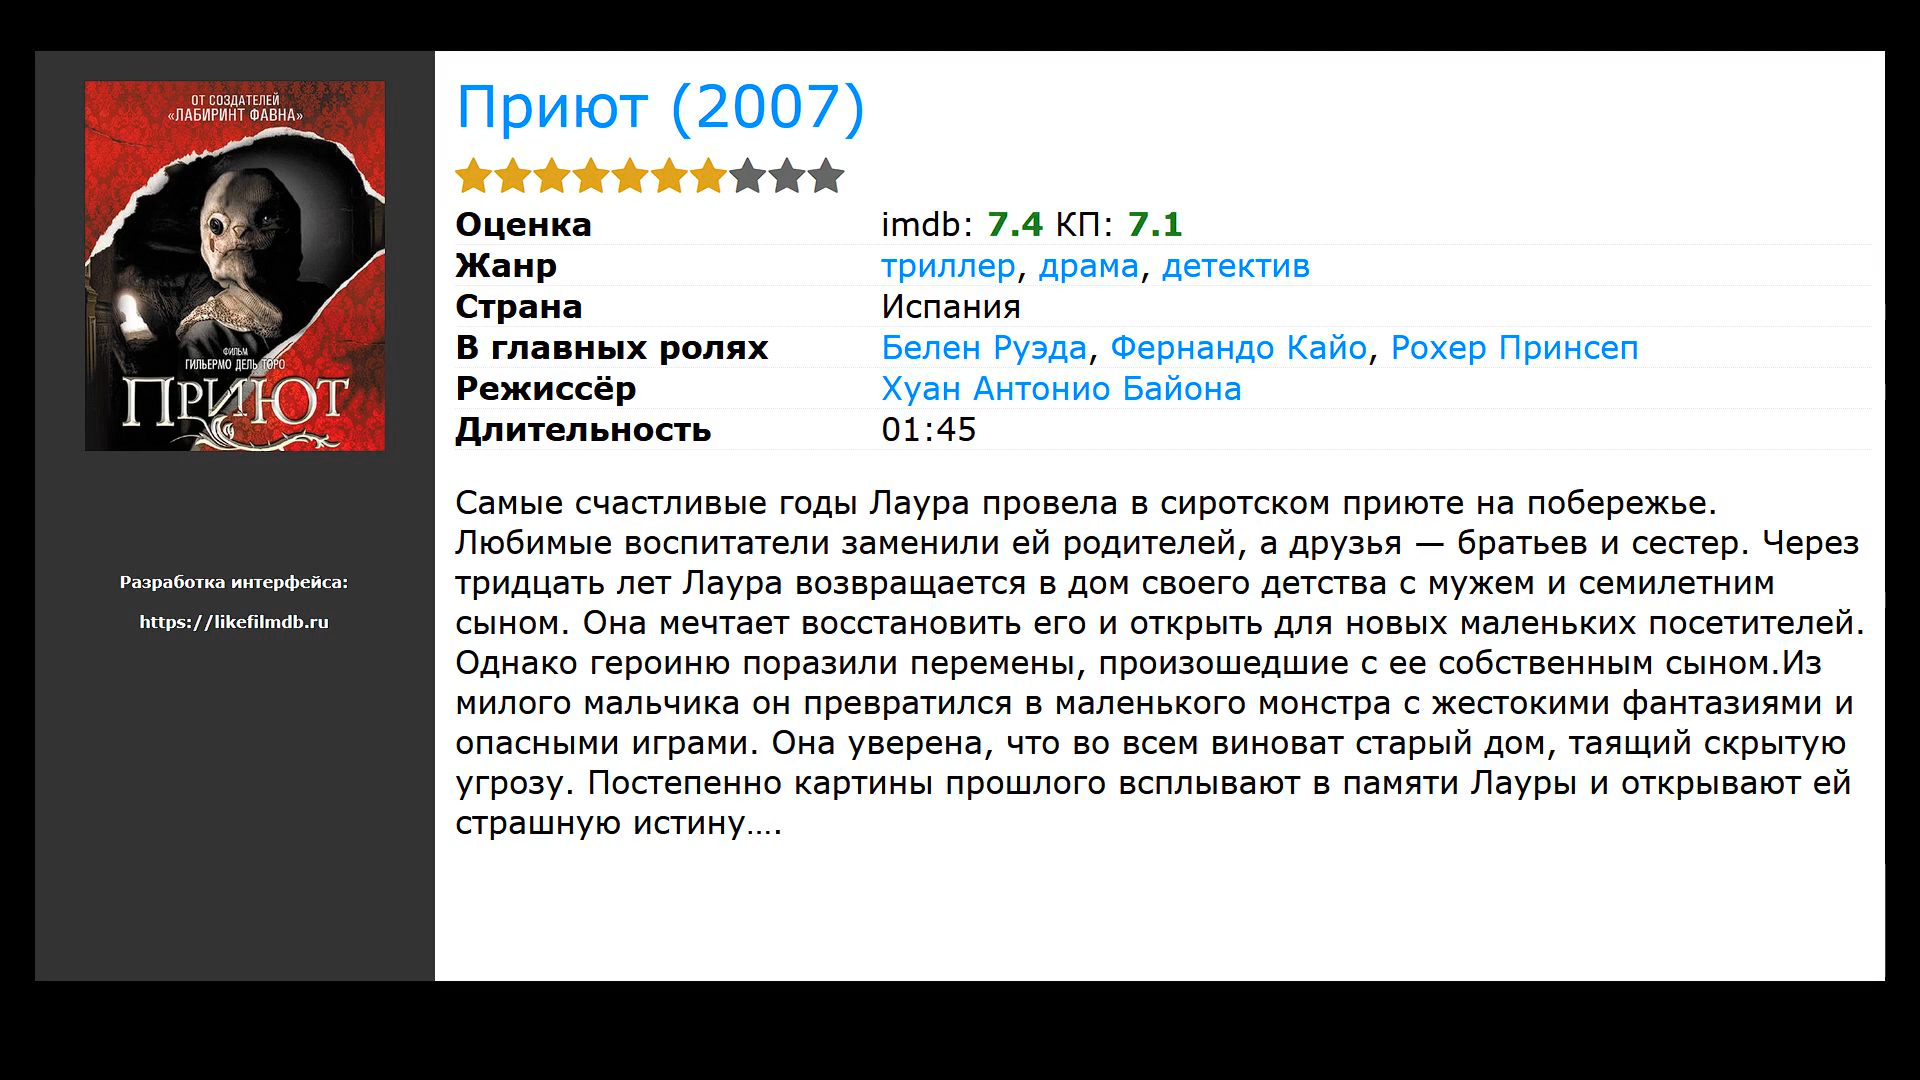 ОТ СОЗДАТЕЛЕЙ
«ЛАБИРИНТ ФАВНА»
ФИЛЬМ
ГИЛЬЕРМО ДЕЛЬ ТОРО
ПРИЮТ
Разработка интерфейса:
https://likefilmdb.ru
Приют (2007)
Оценка imdb: 7.4 КП: 7.1
Жанр триллер, драма, детектив
Страна Испания
В главных ролях Белен Руэда, Фернандо Кайо, Рохер Принсеп
Режиссёр Хуан Антонио Байона
Длительность 01:45
Самые счастливые годы Лаура провела в сиротском приюте на побережье.
Любимые воспитатели заменили ей родителей, а друзья — братьев и сестер. Через
тридцать лет Лаура возвращается в дом своего детства с мужем и семилетним
сыном. Она мечтает восстановить его и открыть для новых маленьких посетителей.
Однако героиню поразили перемены, произошедшие с ее собственным сыном.Из
милого мальчика он превратился в маленького монстра с жестокими фантазиями и
опасными играми. Она уверена, что во всем виноват старый дом, таящий скрытую
угрозу. Постепенно картины прошлого всплывают в памяти Лауры и открывают ей
страшную истину….